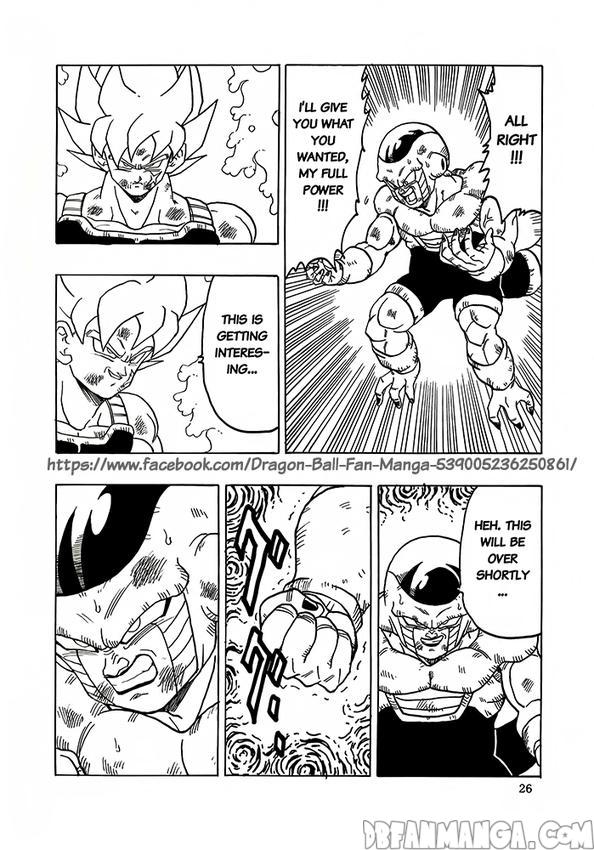 ALL
RIGHT
!!!
I'LL GIVE
YOU WHAT
YOU
WANTED,
MY FULL
POWER
!!!
THIS IS
GETTING
INTERES-
SING...
https://www.facebook.com/Dragon-Ball-Fan-Manga-539005236250861/
HEH. THIS
WILL BE
OVER
SHORTLY
...
26
DBFANMANGA.COM